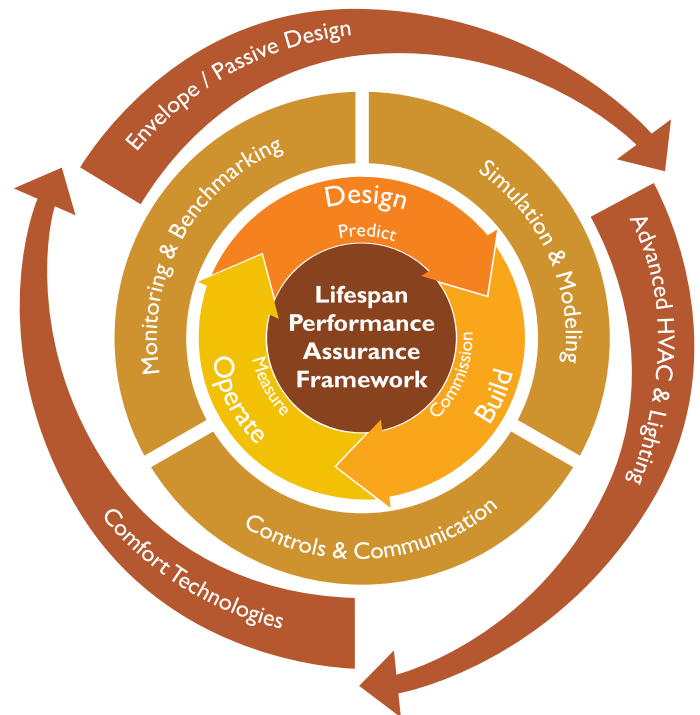 Envelope / Passive Design
Advanced HVAC & Lighting
Comfort Technologies
Monitoring & Benchmarking
Simulation & Modeling
Controls & Communication
Design
Predict
Build
Commission
Operate
Measure
Lifespan
Performance
Assurance
Framework